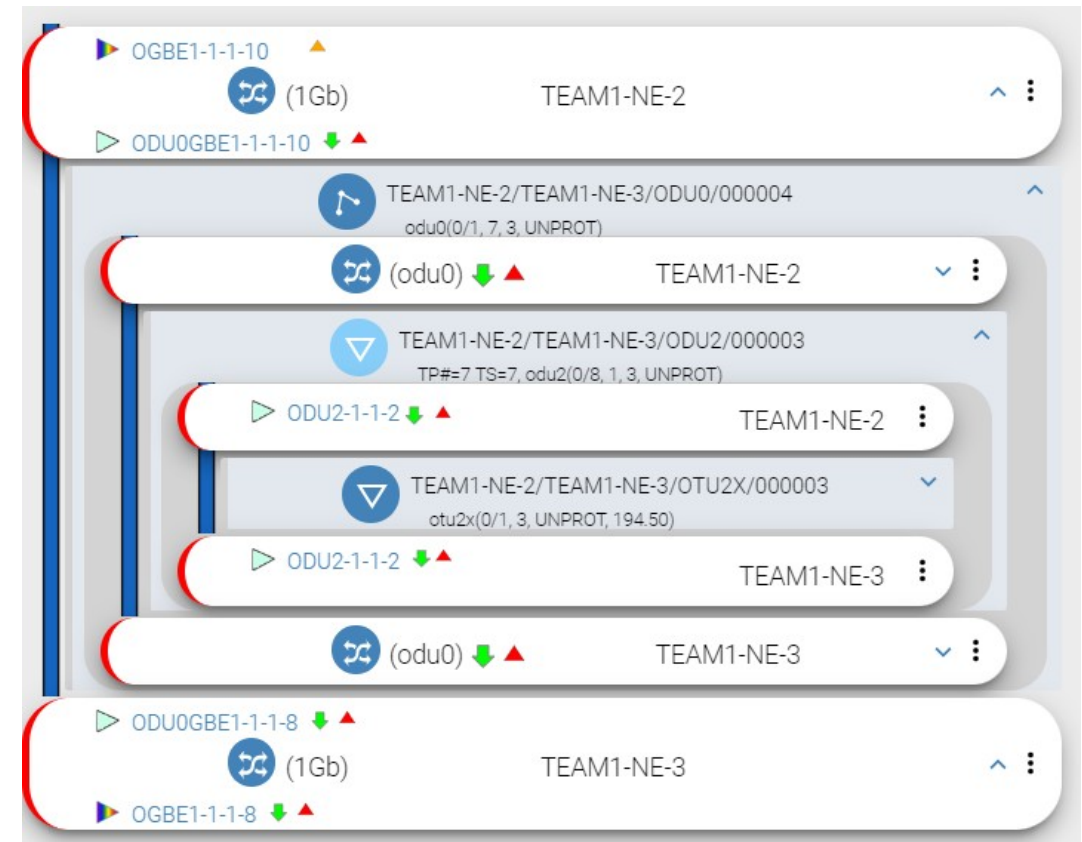 OGBE1-1-1-10
(1Gb) TEAM1-NE-2
ODU0GBE1-1-1-10
TEAM1-NE-2/TEAM1-NE-3/ODU0/000004
odu0(0/1, 7, 3, UNPROT)
(odu0) TEAM1-NE-2
TEAM1-NE-2/TEAM1-NE-3/ODU2/000003
TP#=7 TS=7, odu2(0/8, 1, 3, UNPROT)
ODU2-1-1-2 TEAM1-NE-2
TEAM1-NE-2/TEAM1-NE-3/OTU2X/000003
otu2x(0/1, 3, UNPROT, 194.50)
ODU2-1-1-2 TEAM1-NE-3
(odu0) TEAM1-NE-3
ODU0GBE1-1-1-8
(1Gb) TEAM1-NE-3
OGBE1-1-1-8